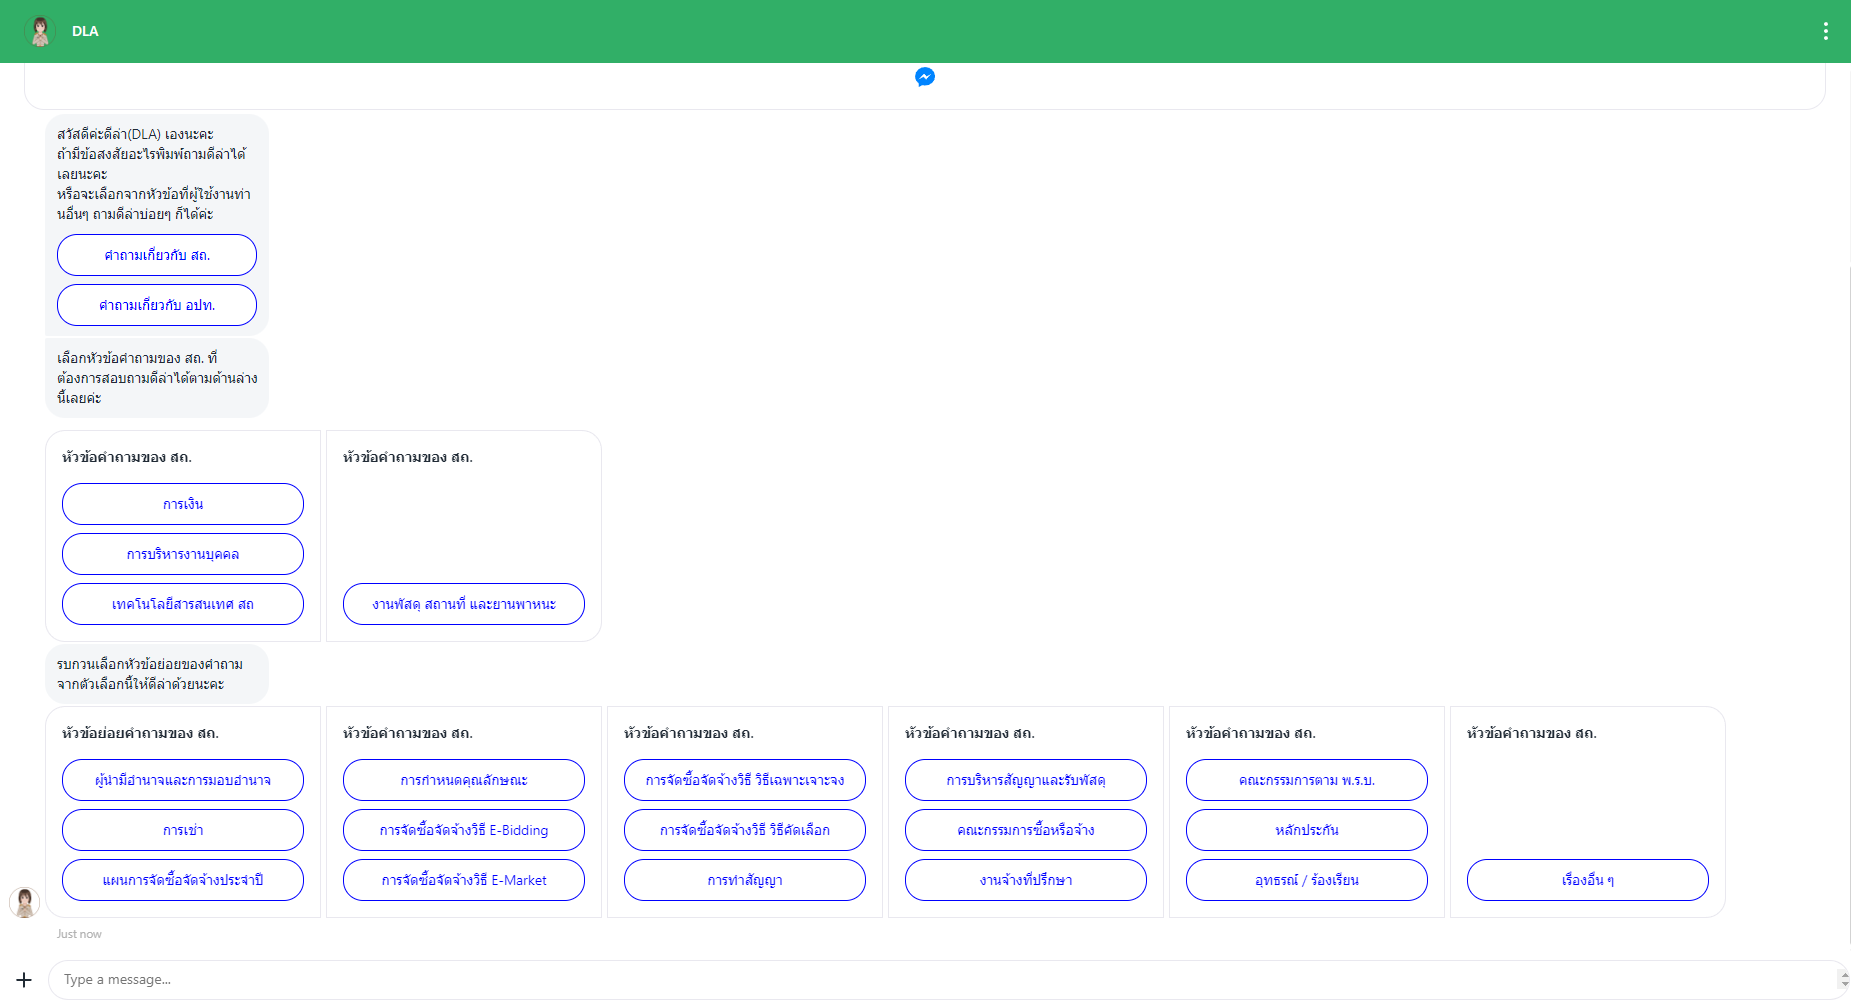 DLA
สวัสดีค่ะดีล่า(DLA) เองนะคะ
ถ้ามีข้อสงสัยอะไรพิมพ์ถามดีล่าได้
เลยนะคะ
หรือจะเลือกจากหัวข้อที่ผู้ใช้งานท่า
นอื่นๆ ถามดีล่าบ่อยๆ ก็ได้ค่ะ
คำถามเกี่ยวกับ สถ.
คำถามเกี่ยวกับ อปท.
เลือกหัวข้อคำถามของ สถ. ที่
ต้องการสอบถามดีล่าได้ตามด้านล่าง
นี้เลยค่ะ
หัวข้อคำถามของ สถ.
การเงิน
การบริหารงานบุคคล
เทคโนโลยีสารสนเทศ สถ
หัวข้อคำถามของ สถ.
งานพัสดุ สถานที่ และยานพาหนะ
รบกวนเลือกหัวข้อย่อยของคำถาม
จากตัวเลือกนี้ให้ดีล่าด้วยนะคะ
หัวข้อย่อยคำถามของ สถ.
ผู้นำมีอำนาจและการมอบอำนาจ
การเช่า
แผนการจัดซื้อจัดจ้างประจำปี
หัวข้อคำถามของ สถ.
การกำหนดคุณลักษณะ
การจัดซื้อจัดจ้างวิธี E-Bidding
การจัดซื้อจัดจ้างวิธี E-Market
หัวข้อคำถามของ สถ.
การจัดซื้อจัดจ้างวิธี วิธีเฉพาะเจาะจง
การจัดซื้อจัดจ้างวิธี วิธีคัดเลือก
การทำสัญญา
หัวข้อคำถามของ สถ.
การบริหารสัญญาและรับพัสดุ
คณะกรรมการซื้อหรือจ้าง
งานจ้างที่ปรึกษา
หัวข้อคำถามของ สถ.
คณะกรรมการตาม พ.ร.บ.
หลักประกัน
อุทธรณ์ / ร้องเรียน
หัวข้อคำถามของ สถ.
เรื่องอื่น ๆ
Just now
Type a message...